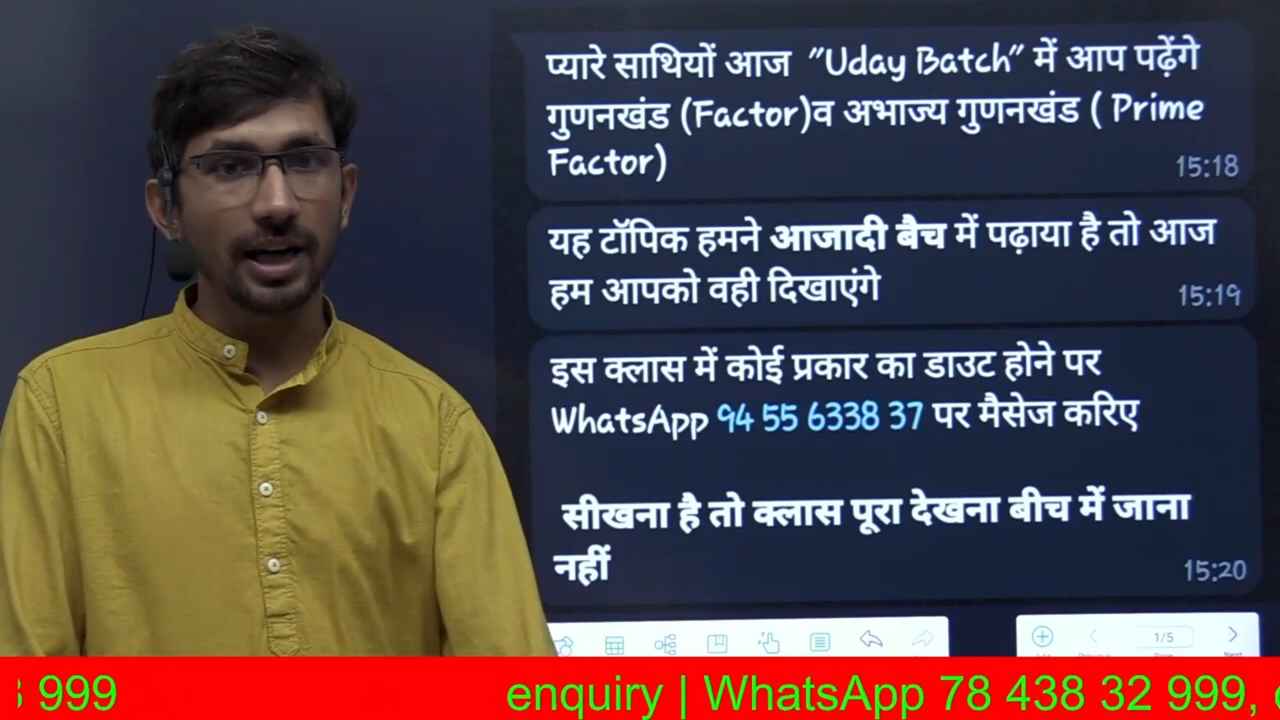 प्यारे साथियों आज "Uday Batch" में आप पढ़ेंगे
गुणनखंड (Factor)व अभाज्य गुणनखंड ( Prime
Factor)
15:18
यह टॉपिक हमने आजादी बैच में पढ़ाया है तो आज
हम आपको वही दिखाएंगे
15:19
इस क्लास में कोई प्रकार का डाउट होने पर
WhatsApp 94 55 6338 37 पर मैसेज करिए
सीखना है तो क्लास पूरा देखना बीच में जाना
नहीं
15:20
1/5
999 enquiry | WhatsApp 78 438 32 999,